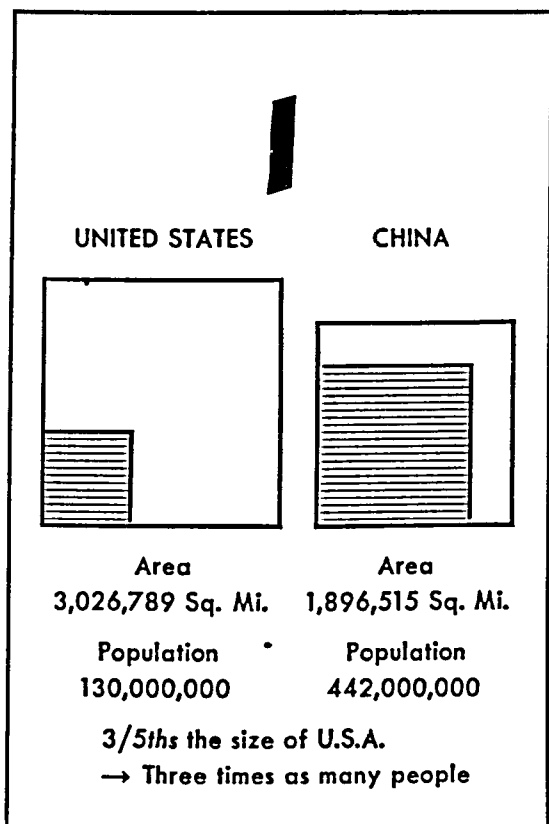 UNITED STATES
CHINA
Area
3,026,789 Sq. Mi.
Area
1,896,515 Sq. Mi.
Population
130,000,000
Population
442,000,000
3/5ths the size of U.S.A.
→ Three times as many people